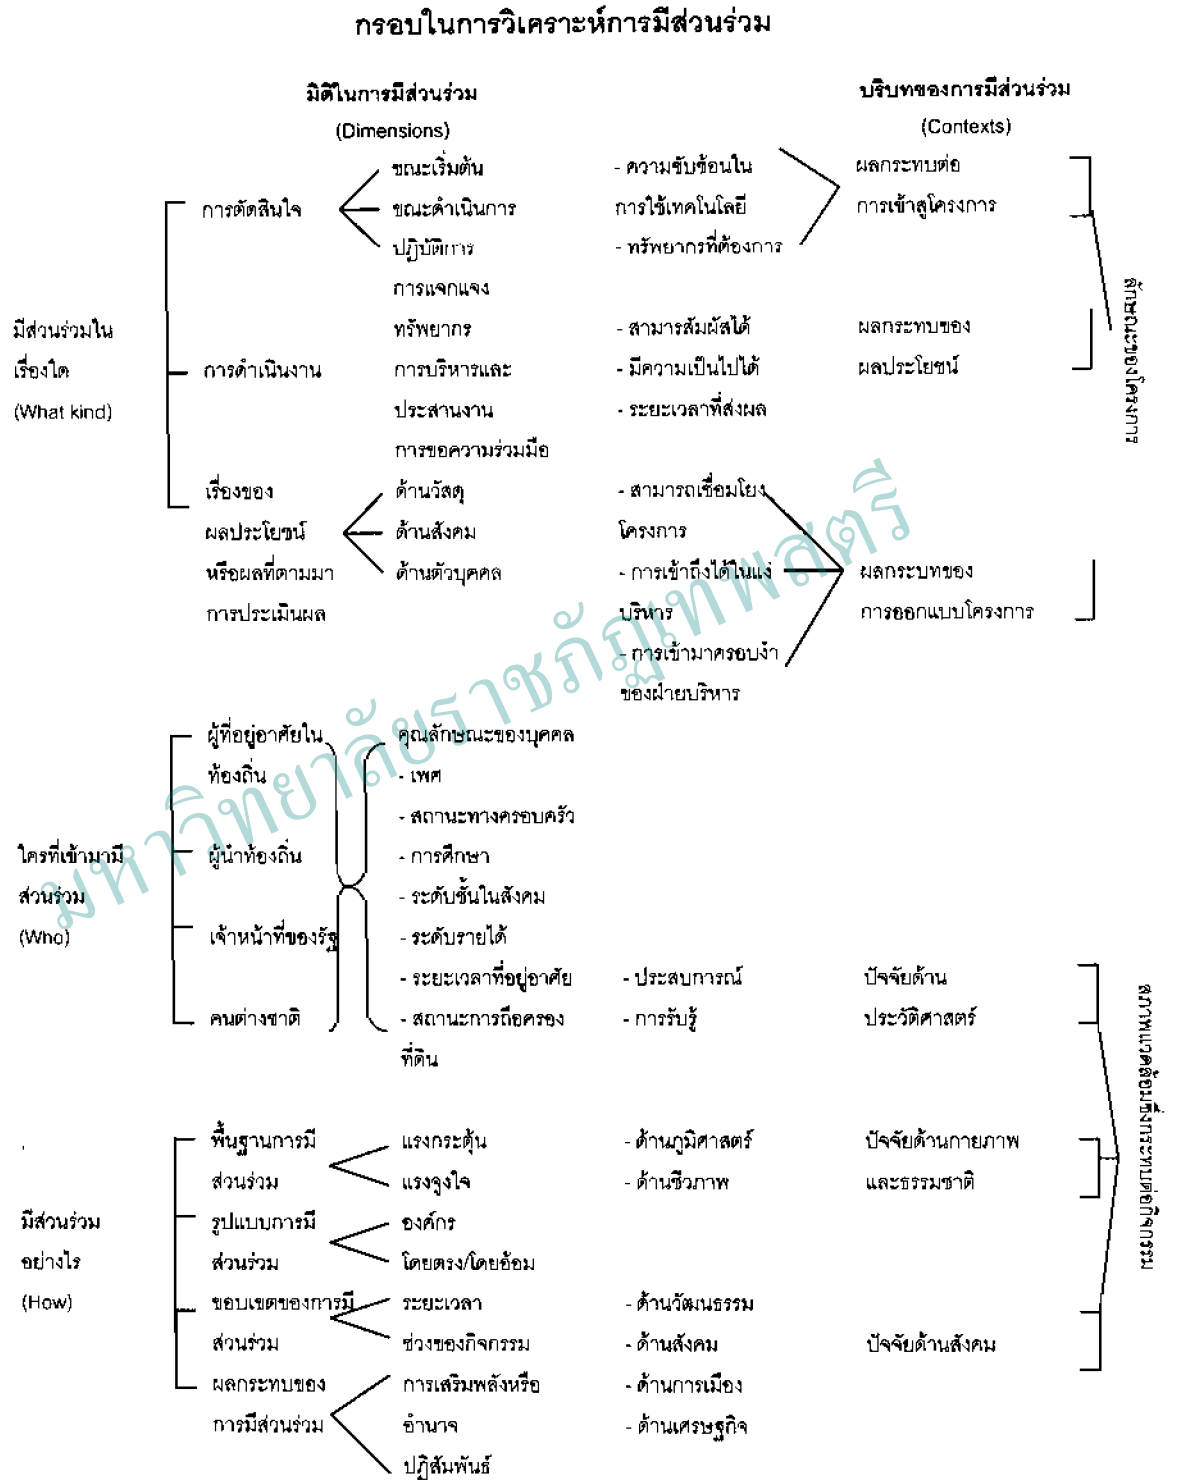 กรอบในการวิเคราะห์การมีส่วนร่วม
มิติในการมีส่วนร่วม
(Dimensions)
บริบทของการมีส่วนร่วม
(Contexts)
มีส่วนร่วมใน
เรื่องใด
(What kind)
การตัดสินใจ
ขณะเริ่มต้น
ขณะดำเนินการ
ปฏิบัติการ
การดำเนินงาน
การแจกแจง
ทรัพยากร
การบริหารและ
ประสานงาน
การขอความร่วมมือ
เรื่องของ
ผลประโยชน์
หรือผลที่ตามมา
การประเมินผล
ด้านวัสดุ
ด้านสังคม
ด้านตัวบุคคล
- ความซับซ้อนใน
การใช้เทคโนโลยี
- ทรัพยากรที่ต้องการ
ผลกระทบต่อ
การเข้าสู่โครงการ
- สามารสัมผัสได้
- มีความเป็นไปได้
- ระยะเวลาที่ส่งผล
ผลกระทบของ
ผลประโยชน์
- สามารถเชื่อมโยง
โครงการ
- การเข้าถึงได้ในแง่
บริหาร
- การเข้ามาครอบงำ
ของฝ่ายบริหาร
ผลกระบทของ
การออกแบบโครงการ
ลักษณะของโครงการ
ใครที่เข้ามามี
ส่วนร่วม
(Who)
ผู้ที่อยู่อาศัยใน
ท้องถิ่น
ผู้นำท้องถิ่น
เจ้าหน้าที่ของรัฐ
คนต่างชาติ
คุณลักษณะของบุคคล
- เพศ
- สถานะทางครอบครัว
- การศึกษา
- ระดับชั้นในสังคม
- ระดับรายได้
- ระยะเวลาที่อยู่อาศัย
- สถานะการถือครอง
ที่ดิน
- ประสบการณ์
- การรับรู้
ปัจจัยด้าน
ประวัติศาสตร์
มีส่วนร่วม
อย่างไร
(How)
พื้นฐานการมี
ส่วนร่วม
แรงกระตุ้น
แรงจูงใจ
รูปแบบการมี
ส่วนร่วม
องค์กร
โดยตรง/โดยอ้อม
ขอบเขตของการมี
ส่วนร่วม
ระยะเวลา
ช่วงของกิจกรรม
ผลกระทบของ
การมีส่วนร่วม
การเสริมพลังหรือ
อำนาจ
ปฏิสัมพันธ์
- ด้านภูมิศาสตร์
- ด้านชีวภาพ
ปัจจัยด้านกายภาพ
และธรรมชาติ
- ด้านวัฒนธรรม
- ด้านสังคม
- ด้านการเมือง
- ด้านเศรษฐกิจ
ปัจจัยด้านสังคม
สภาพแวดล้อมซึ่งกระทบต่อกิจกรรม
มหาวิทยาลัยราชภัฏเทพสตรี